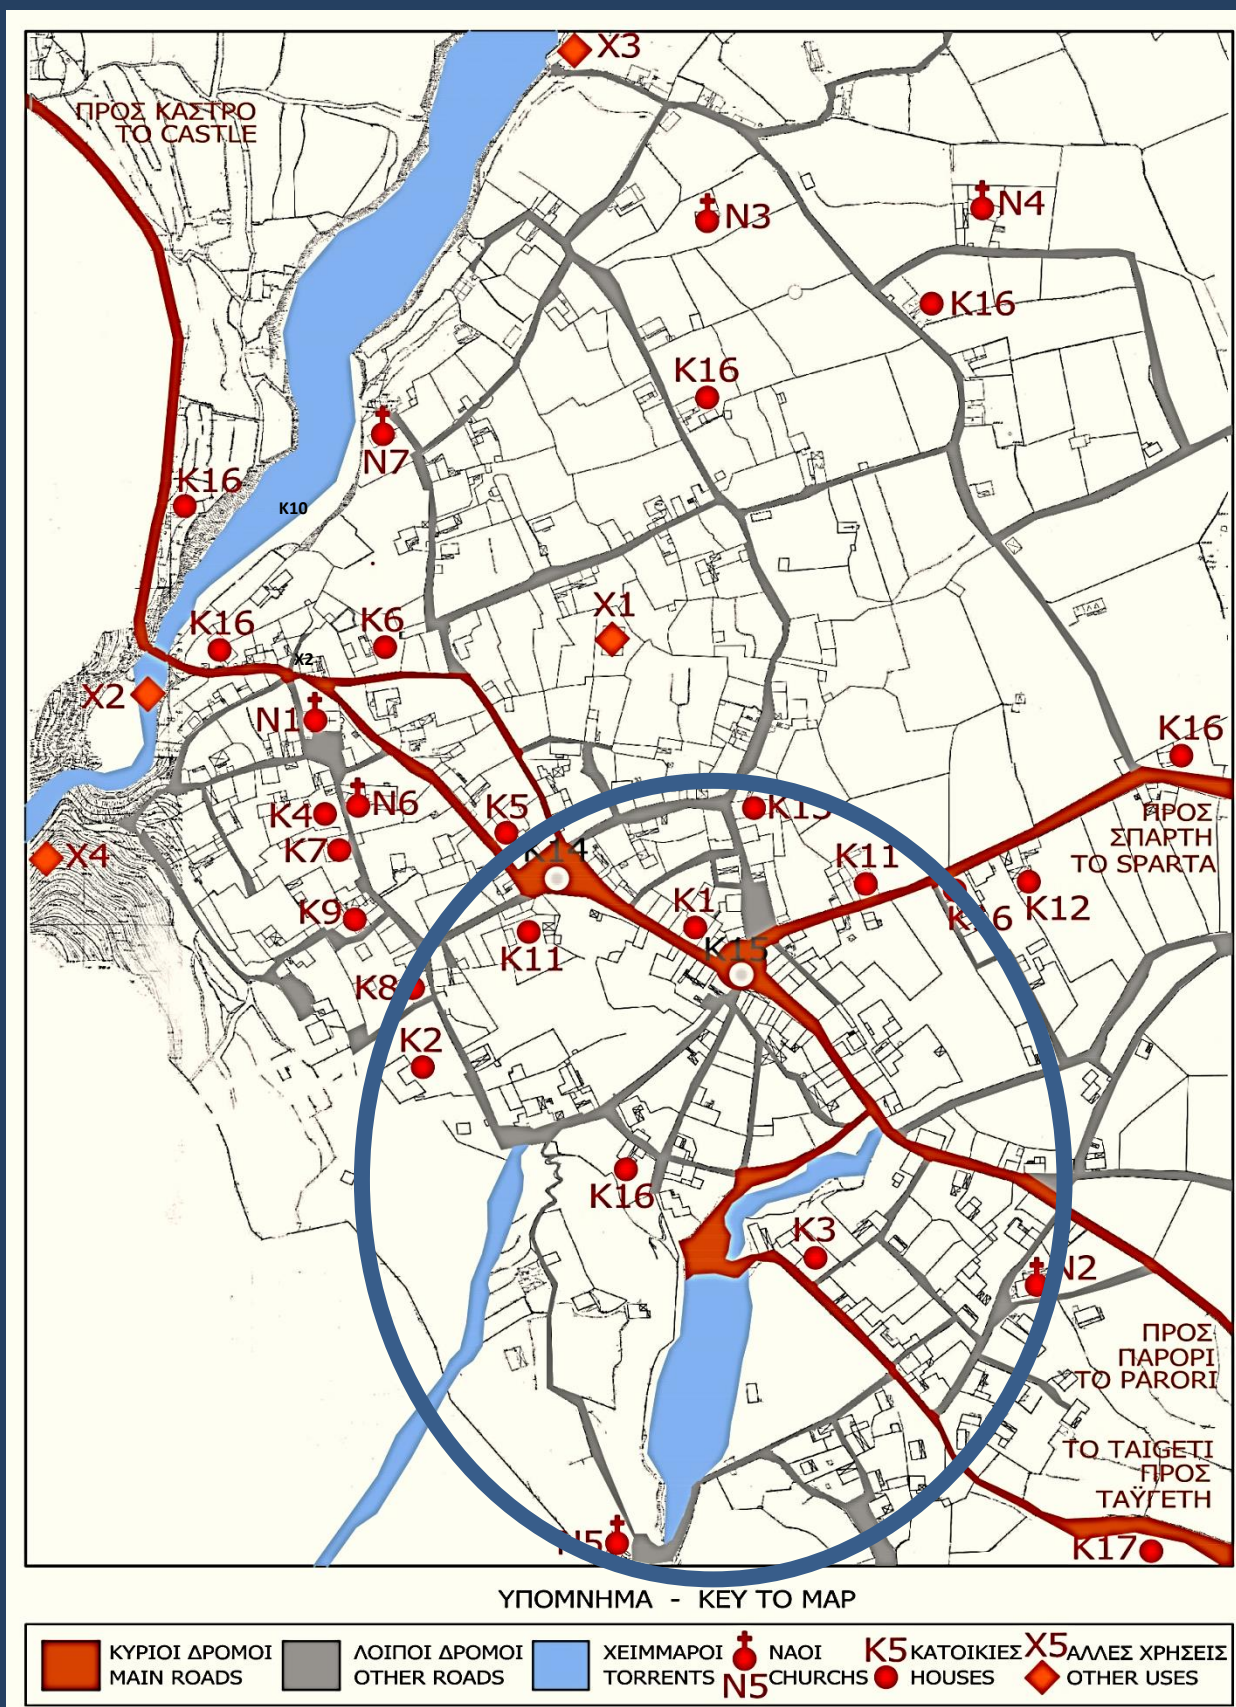 X3
ΠΡΟΣ ΚΑΣΤΡΟ
TO CASTLE
N3
N4
K16
K16
N7
K16
K10
X1
K16
K6
X2
X2
N1
K16
N6
K4
K5
K13
ΠΡΟΣ
ΣΠΑΡΤΗ
TO SPARTA
K7
X4
K14
K11
K12
K16
K9
K1
K11
K15
K8
K2
K16
K3
N2
ΠΡΟΣ
ΠΑΡΟΡΙ
TO PARORI
TO TAIGETI
ΠΡΟΣ
ΤΑΫΓΕΤΗ
N5
K17
ΥΠΟΜΝΗΜΑ - KEY TO MAP
ΚΥΡΙΟΙ ΔΡΟΜΟΙ
MAIN ROADS
ΛΟΙΠΟΙ ΔΡΟΜΟΙ
OTHER ROADS
ΧΕΙΜΜΑΡΟΙ
TORRENTS
N5
ΝΑΟΙ
CHURCHS
K5 ΚΑΤΟΙΚΙΕΣ
HOUSES
X5 ΑΛΛΕΣ ΧΡΗΣΕΙΣ
OTHER USES